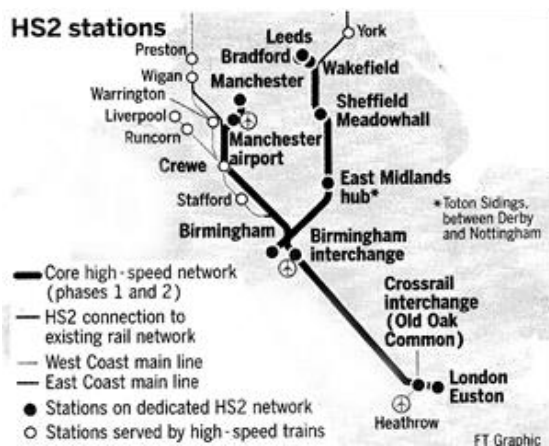 HS2 stations
York
Leeds
Bradford
Wakefield
Preston
Wigan
Manchester
Warrington
Liverpool
Runcorn
Manchester
airport
Sheffield
Meadowhall
Crewe
Stafford
East Midlands
hub*
*Toton Sidings,
between Derby
and Nottingham
Birmingham
Birmingham
interchange
Crossrail
interchange
(Old Oak
Common)
London
Euston
Heathrow
Core high-speed network
(phases 1 and 2)
HS2 connection to
existing rail network
West Coast main line
East Coast main line
Stations on dedicated HS2 network
Stations served by high-speed trains
FT Graphic